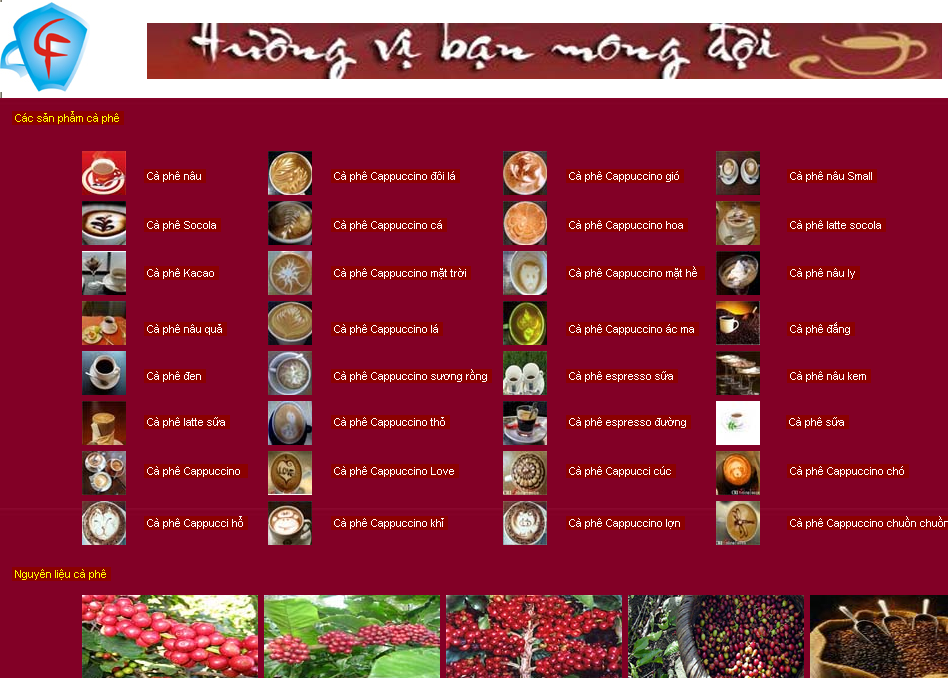 Hương vị bạn mong đợi
Các sản phẩm cà phê
Cà phê nâu
Cà phê Cappuccino đôi lá
Cà phê Cappuccino gió
Cà phê nâu Small
Cà phê Socola
Cà phê Cappuccino cá
Cà phê Cappuccino hoa
Cà phê latte socola
Cà phê Kacao
Cà phê Cappuccino mặt trời
Cà phê Cappuccino mặt hề
Cà phê nâu ly
Cà phê nâu quả
Cà phê Cappuccino lá
Cà phê Cappuccino ác ma
Cà phê đắng
Cà phê đen
Cà phê Cappuccino sương rồng
Cà phê espresso sữa
Cà phê nâu kem
Cà phê latte sữa
Cà phê Cappuccino thỏ
Cà phê espresso đường
Cà phê sữa
Cà phê Cappuccino
Cà phê Cappuccino Love
Cà phê Cappucci cúc
Cà phê Cappuccino chó
Cà phê Cappucci hổ
Cà phê Cappuccino khỉ
Cà phê Cappuccino lợn
Cà phê Cappuccino chuồn chuồn
Nguyên liệu cà phê